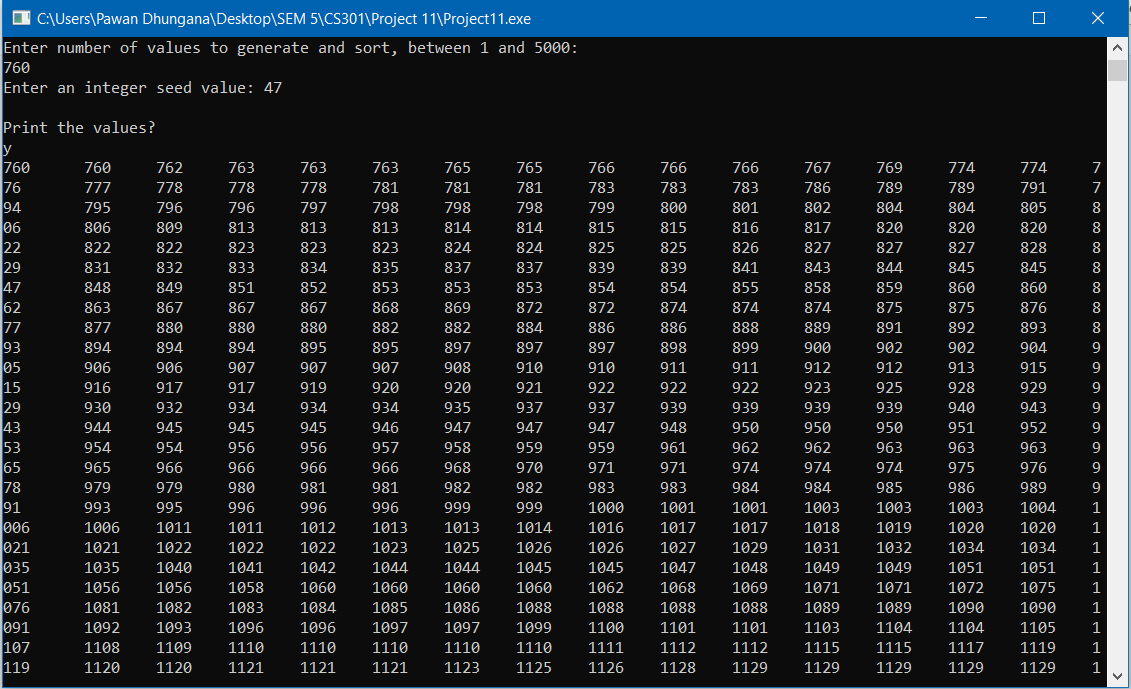 C:\Users\Pawan Dhungana\Desktop\SEM 5\CS301\Project 11\Project11.exe
Enter number of values to generate and sort, between 1 and 5000:
760
Enter an integer seed value: 47
Print the values?
y
760 760 762 763 763 763 765 765 766 766 766 767 769 774 774 7
76 777 778 778 778 781 781 781 783 783 783 786 789 789 791 7
94 795 796 796 797 798 798 798 799 800 801 802 804 804 805 8
06 806 809 813 813 813 814 814 815 815 816 817 820 820 820 8
22 822 822 823 823 823 824 824 825 825 826 827 827 827 828 8
29 831 832 833 834 835 837 837 839 839 841 843 844 845 845 8
47 848 849 851 852 853 853 853 854 854 855 858 859 860 860 8
62 863 867 867 867 868 869 872 872 874 874 874 875 875 876 8
77 877 880 880 880 882 882 884 886 886 888 889 891 892 893 8
93 894 894 894 895 895 897 897 897 898 899 900 902 902 904 9
05 906 906 907 907 907 908 910 910 911 911 912 912 913 915 9
15 916 917 917 919 920 920 921 922 922 922 923 925 928 929 9
29 930 932 934 934 934 935 937 937 939 939 939 939 940 943 9
43 944 945 945 945 946 947 947 947 948 950 950 950 951 952 9
53 954 954 956 956 957 958 959 959 961 962 962 963 963 963 9
65 965 966 966 966 966 968 970 971 971 974 974 974 975 976 9
78 979 979 980 981 981 982 982 983 983 984 984 985 986 989 9
91 993 995 996 996 996 999 999 1000 1001 1001 1003 1003 1003 1004 1
006 1006 1011 1011 1012 1013 1013 1014 1016 1017 1017 1018 1019 1020 1020 1
021 1021 1022 1022 1022 1023 1025 1026 1026 1027 1029 1031 1032 1034 1034 1
035 1035 1040 1041 1042 1044 1044 1045 1045 1047 1048 1049 1049 1051 1051 1
051 1056 1056 1058 1060 1060 1060 1060 1062 1068 1069 1071 1071 1072 1075 1
076 1081 1082 1083 1084 1085 1086 1088 1088 1088 1088 1089 1089 1090 1090 1
091 1092 1093 1096 1096 1097 1097 1099 1100 1101 1101 1103 1104 1104 1105 1
107 1108 1109 1110 1110 1110 1110 1110 1111 1112 1112 1115 1115 1117 1119 1
119 1120 1120 1121 1121 1121 1123 1125 1126 1128 1129 1129 1129 1129 1129 1